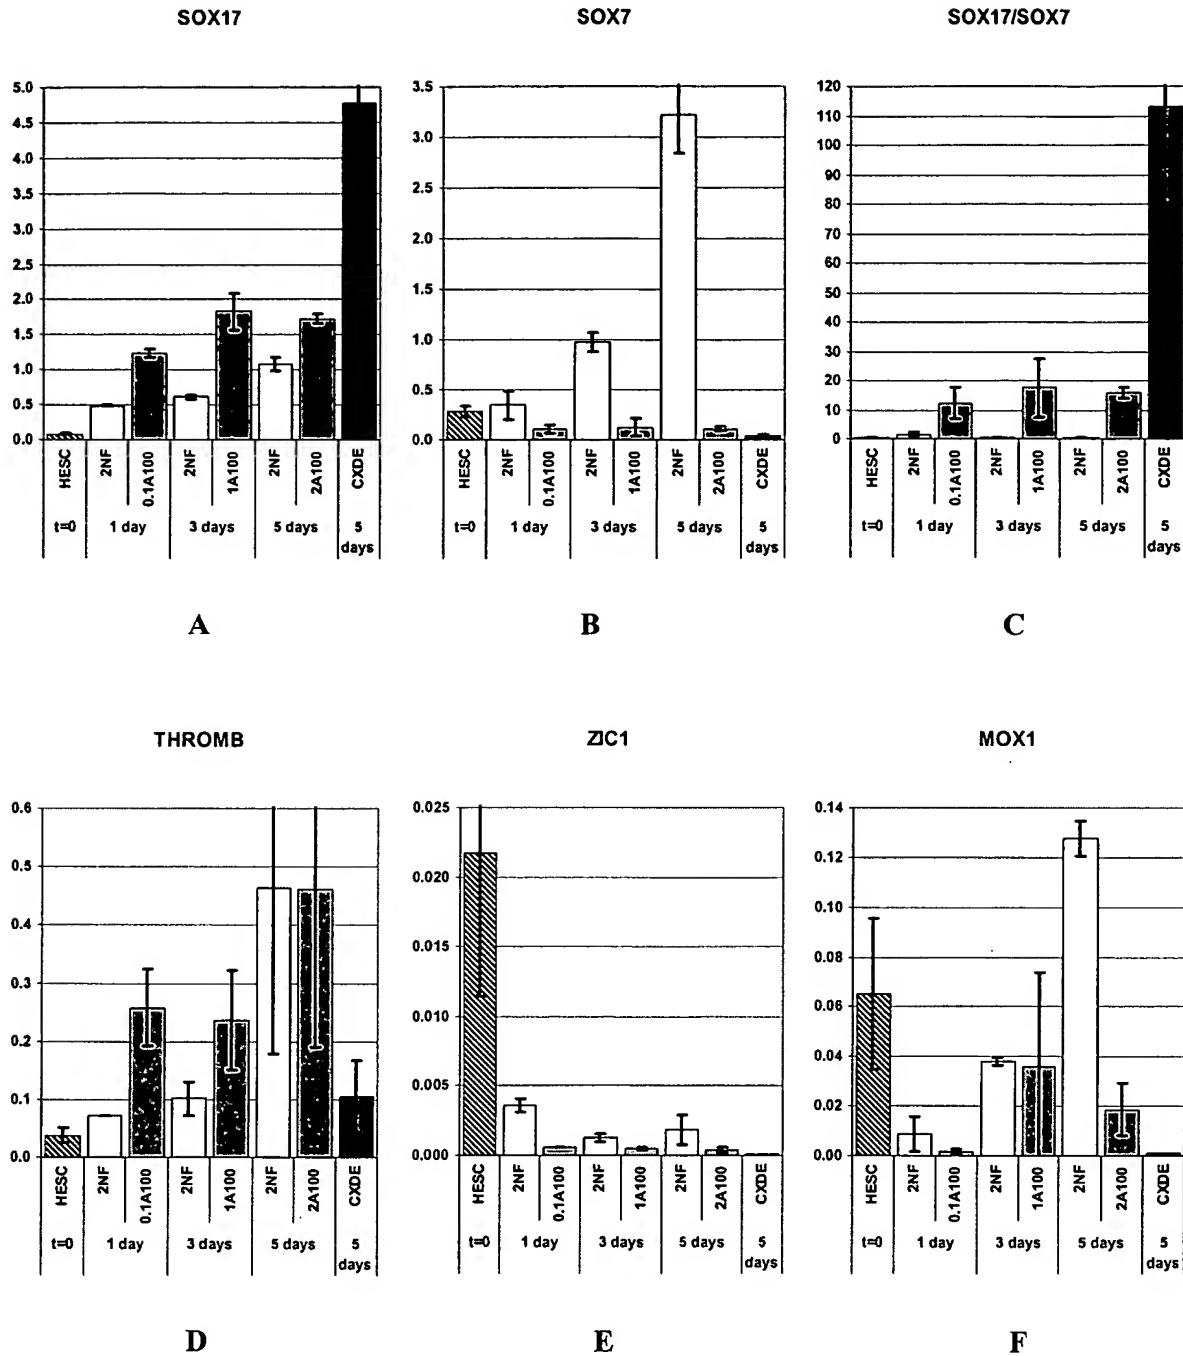 SOX17 SOX7 SOX17/SOX7
5.0 3.5 120
4.5 3.0 110
4.0 2.5 100
3.5 2.0 90
3.0 1.5 80
2.5 1.0 70
2.0 0.5 60
1.5 0.0 50
1.0 40
0.5 30
0.0 20
10
0
HESC 2NF 0.1A100 2NF 1A100 2NF 2A100 CXDE HESC 2NF 0.1A100 2NF 1A100 2NF 2A100 CXDE HESC 2NF 0.1A100 2NF 1A100 2NF 2A100 CXDE
t=0 1 day 3 days 5 days 5 days t=0 1 day 3 days 5 days 5 days t=0 1 day 3 days 5 days 5 days
A B C
THROMB ZIC1 MOX1
0.6 0.025 0.14
0.5 0.020 0.12
0.4 0.015 0.10
0.3 0.010 0.08
0.2 0.005 0.06
0.1 0.000 0.04
0.0 0.02
0.00
HESC 2NF 0.1A100 2NF 1A100 2NF 2A100 CXDE HESC 2NF 0.1A100 2NF 1A100 2NF 2A100 CXDE HESC 2NF 0.1A100 2NF 1A100 2NF 2A100 CXDE
t=0 1 day 3 days 5 days 5 days t=0 1 day 3 days 5 days 5 days t=0 1 day 3 days 5 days 5 days
D E F